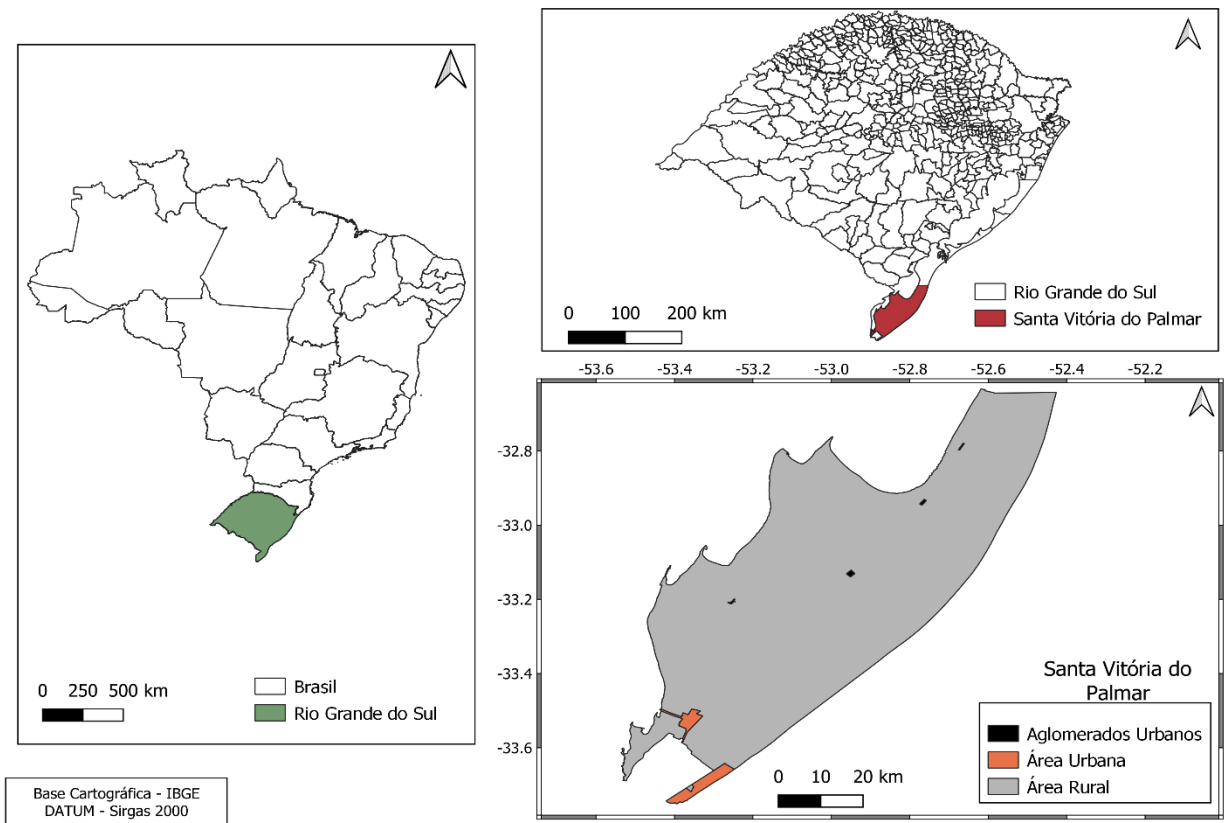 0 250 500 km
Brasil
Rio Grande do Sul
Base Cartográfica - IBGE
DATUM - Sirgas 2000
0 100 200 km
Rio Grande do Sul
Santa Vitória do Palmar
-53.6 -53.4 -53.2 -53.0 -52.8 -52.6 -52.4 -52.2
-32.8
-33.0
-33.2
-33.4
-33.6
Santa Vitória do
Palmar
Aglomerados Urbanos
Área Urbana
Área Rural
0 10 20 km